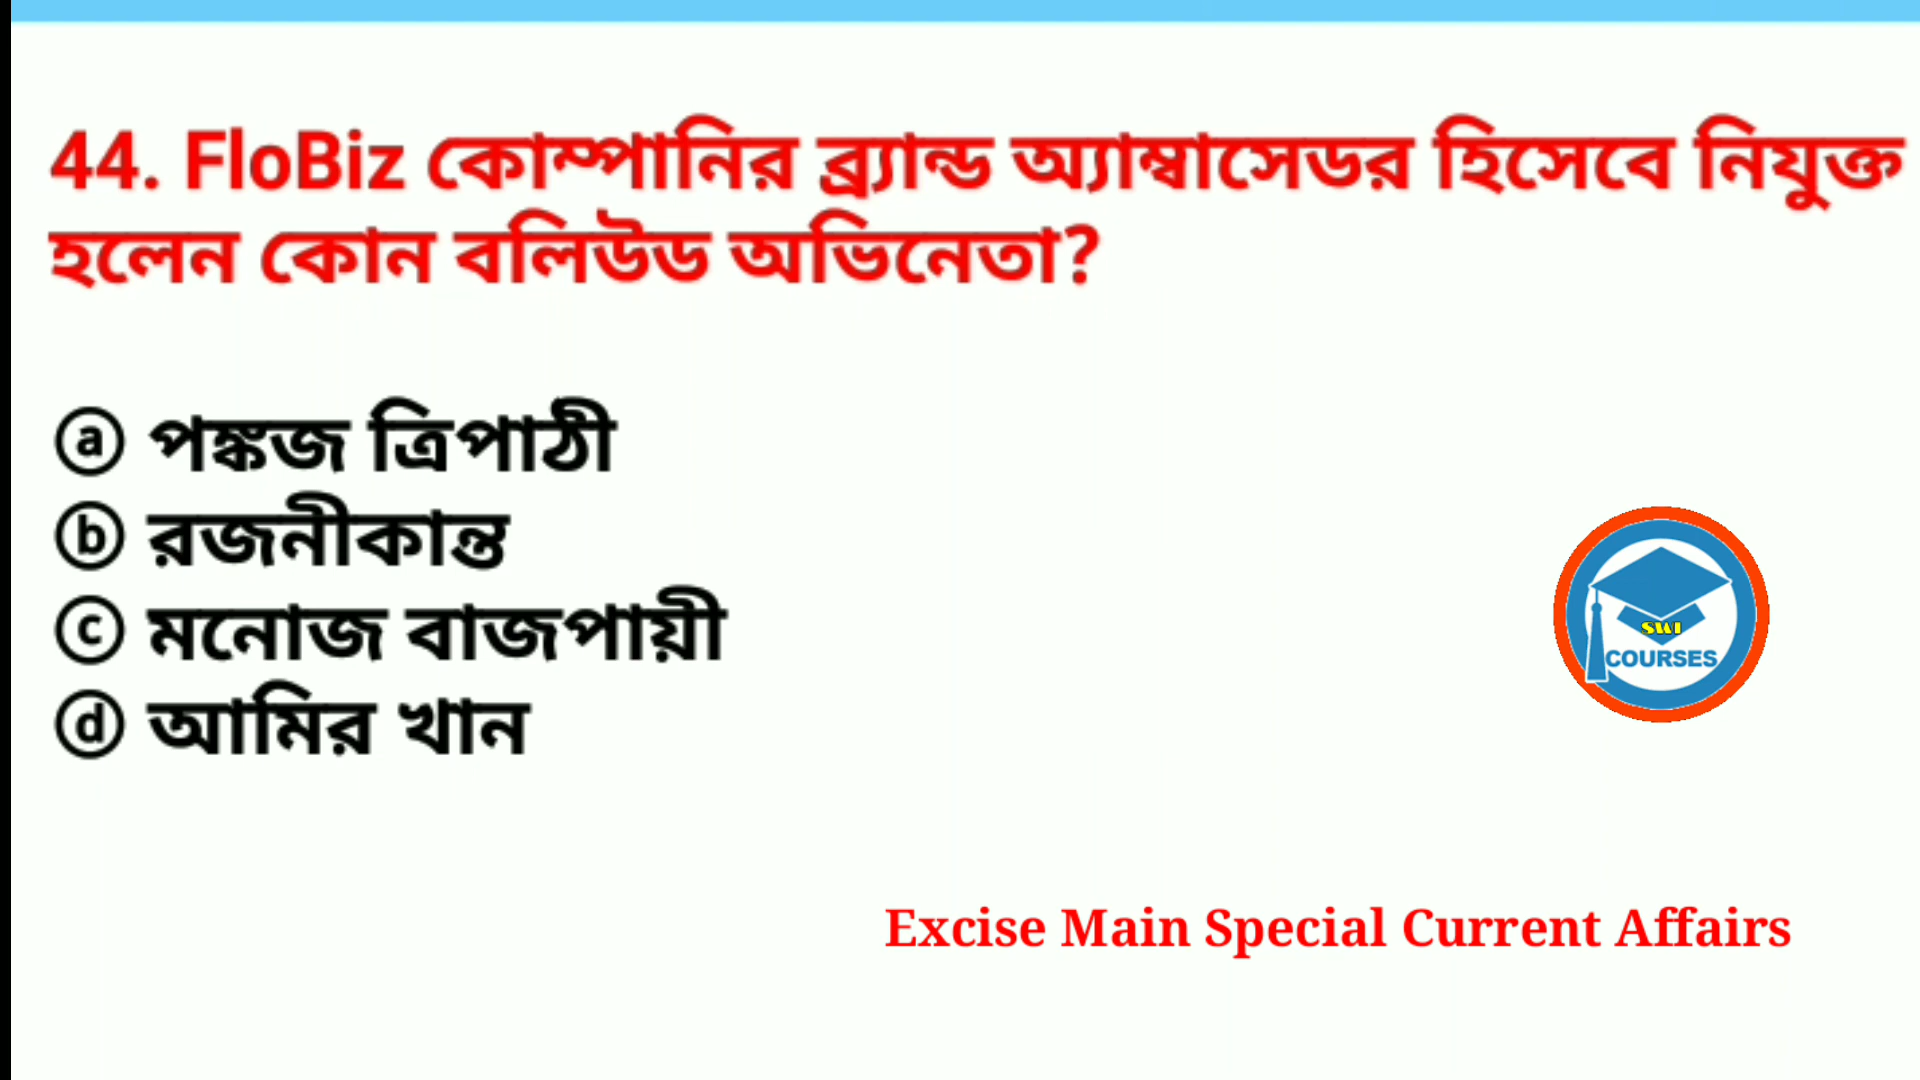 44. FloBiz কোম্পানির ব্র্যান্ড অ্যাম্বাসেডর হিসেবে নিযুক্ত
হলেন কোন বলিউড অভিনেতা?
ⓐ পঙ্কজ ত্রিপাঠী
ⓑ রজনীকান্ত
ⓒ মনোজ বাজপায়ী
ⓓ আমির খান
SWI
COURSES
Excise Main Special Current Affairs